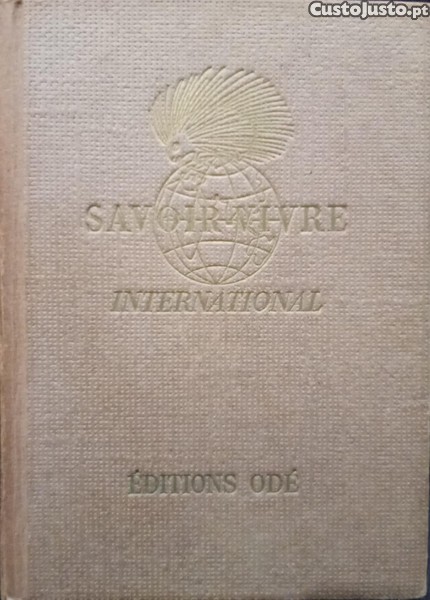 CustoJusto.pt
SAVOIR-VIVRE
INTERNATIONAL
ÉDITIONS ODÉ